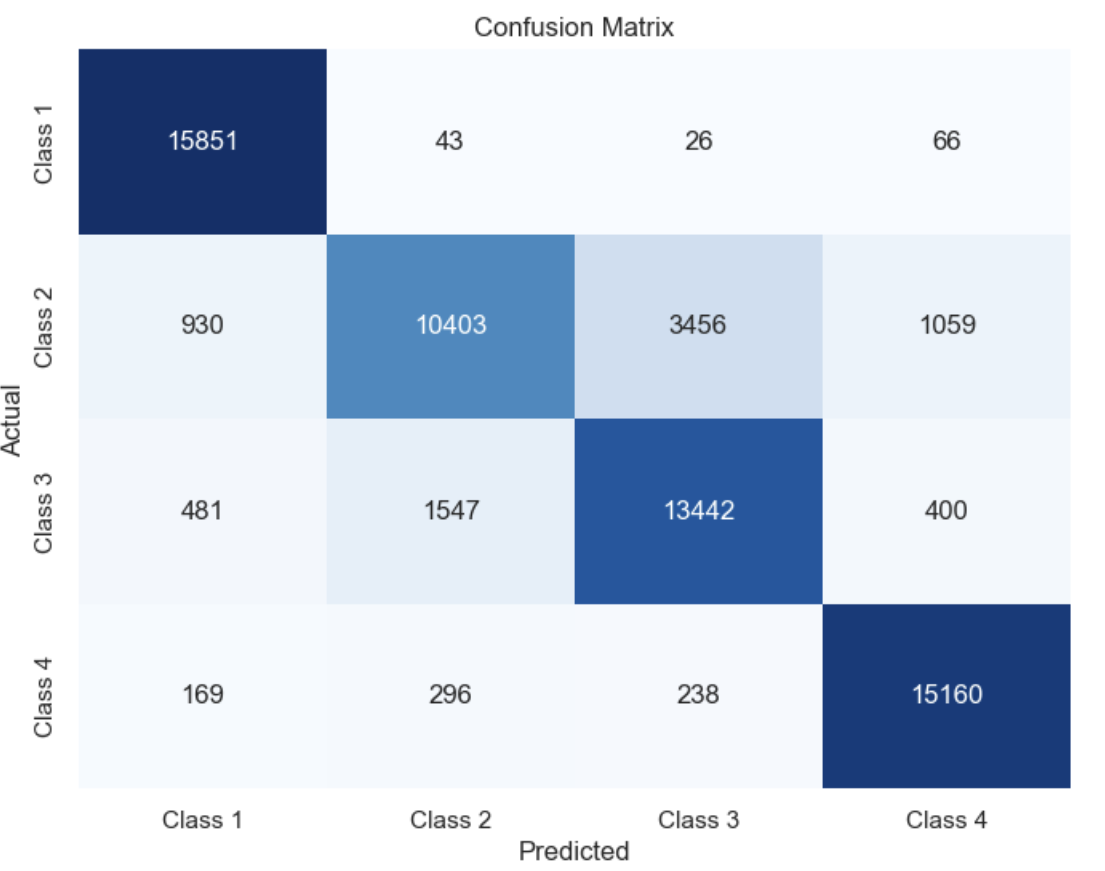 Confusion Matrix
Class 1
15851 43 26 66
Class 2
930 10403 3456 1059
Actual
Class 3
481 1547 13442 400
Class 4
169 296 238 15160
Class 1 Class 2 Class 3 Class 4
Predicted